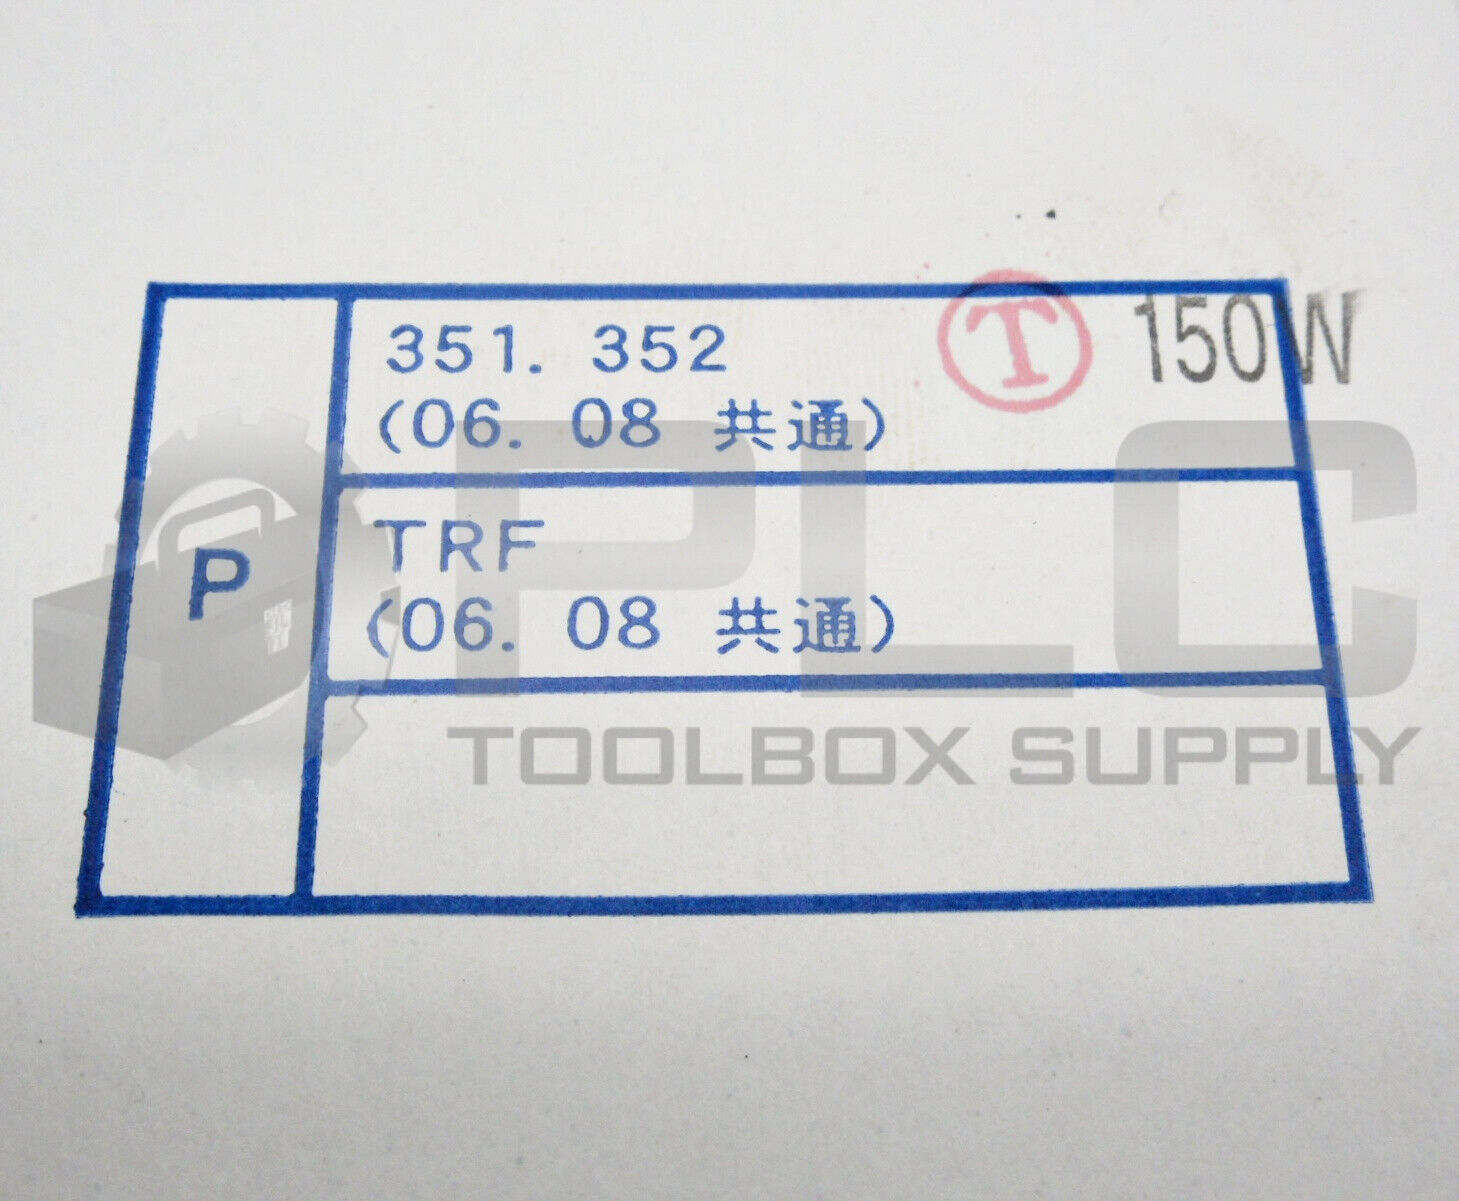 351. 352
Ⓣ 150W
(06. 08 共通)
P
TRF
(06. 08 共通)
PLC
TOOLBOX SUPPLY